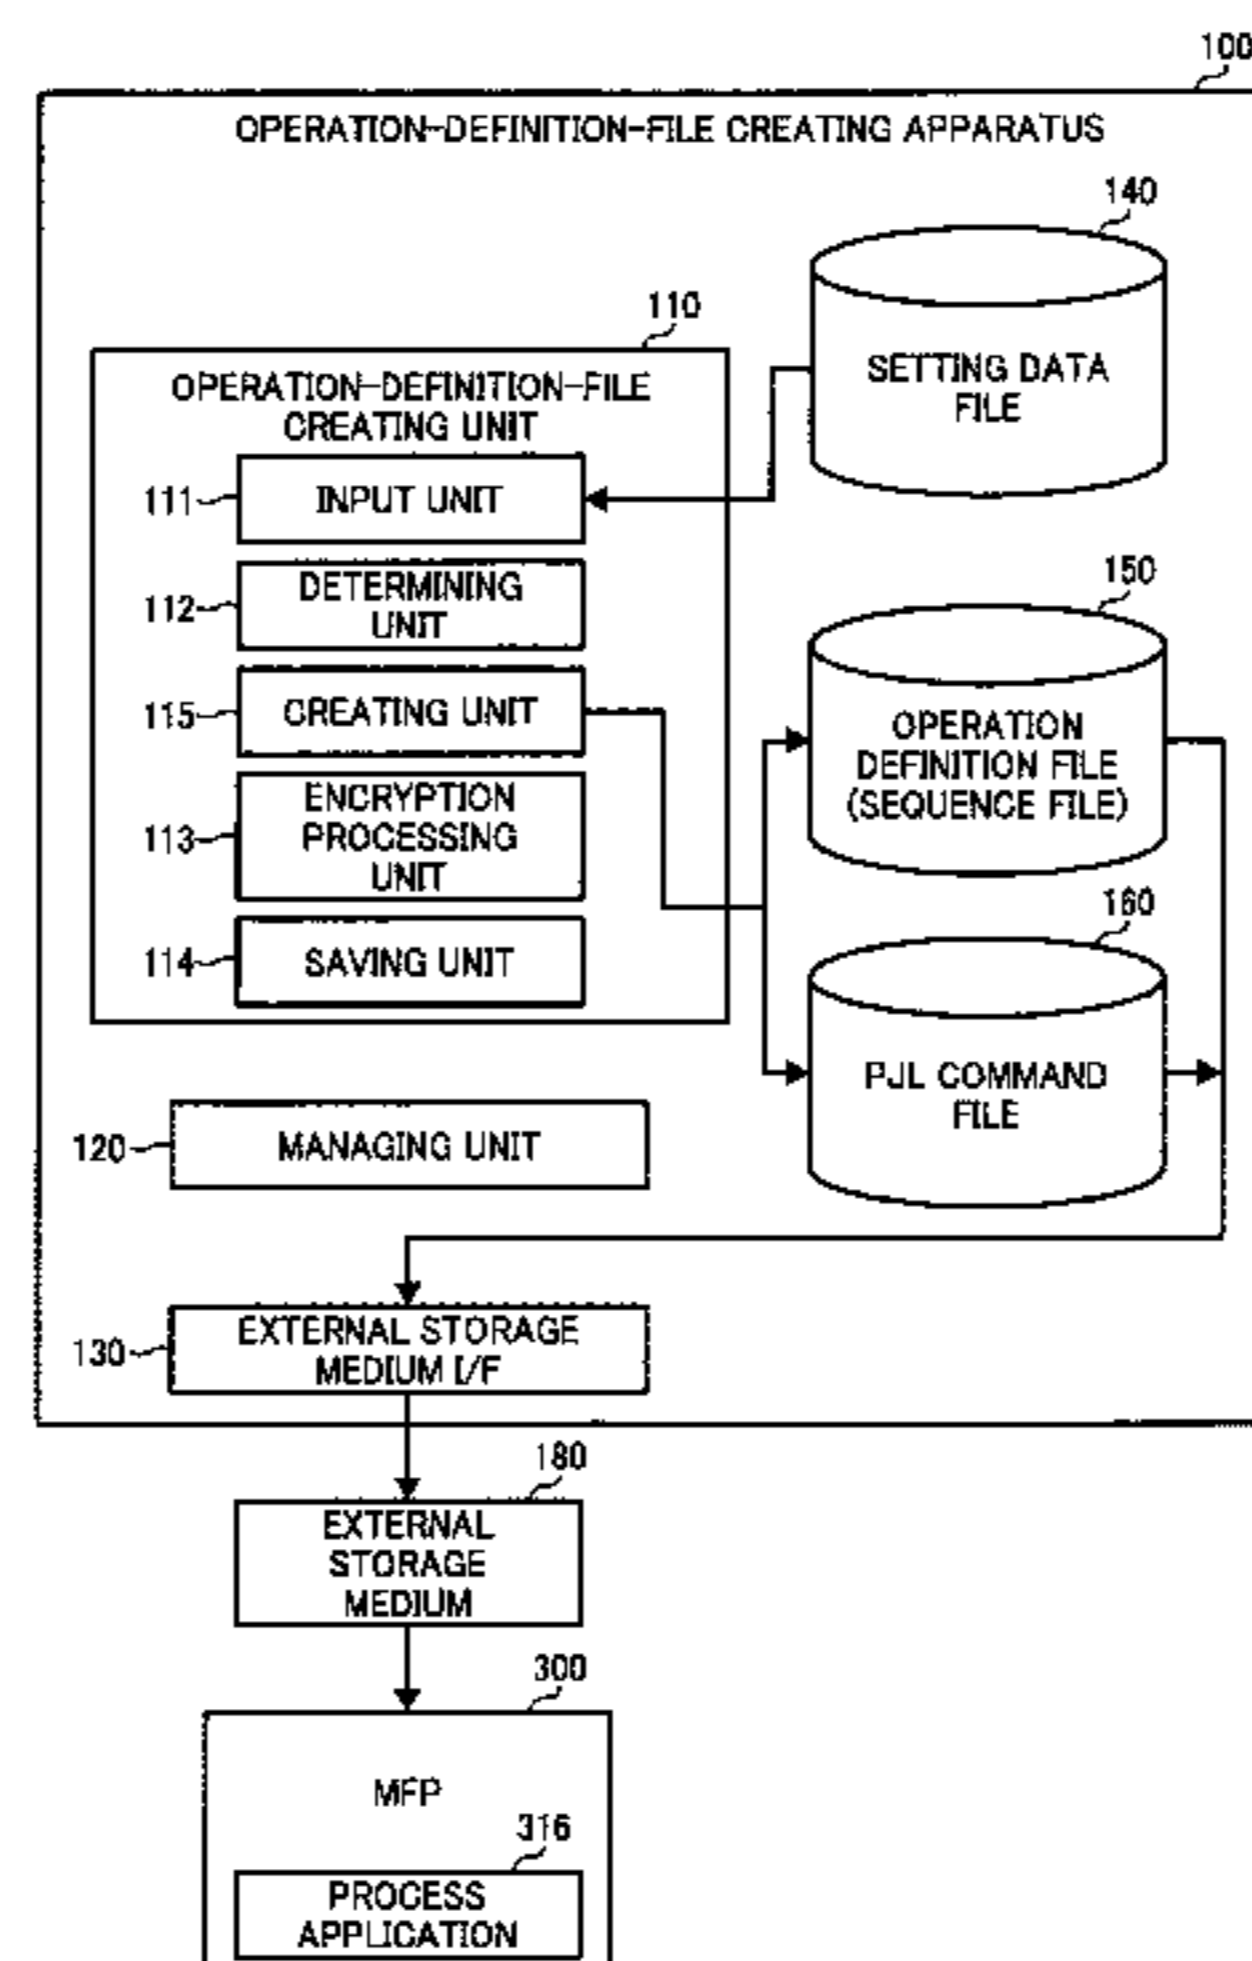 100
OPERATION-DEFINITION-FILE CREATING APPARATUS
140
SETTING DATA
FILE
110
OPERATION-DEFINITION-FILE
CREATING UNIT
111
INPUT UNIT
112
DETERMINING
UNIT
115
CREATING UNIT
113
ENCRYPTION
PROCESSING
UNIT
114
SAVING UNIT
150
OPERATION
DEFINITION FILE
(SEQUENCE FILE)
160
PJL COMMAND
FILE
120
MANAGING UNIT
130
EXTERNAL STORAGE
MEDIUM I/F
180
EXTERNAL
STORAGE
MEDIUM
300
MFP
316
PROCESS
APPLICATION